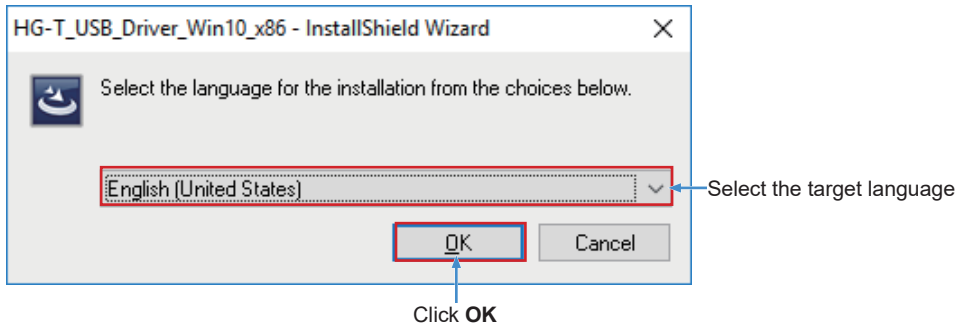 HG-T_USB_Driver_Win10_x86 - InstallShield Wizard
Select the language for the installation from the choices below.
English (United States)
Select the target language
OK
Cancel
Click OK